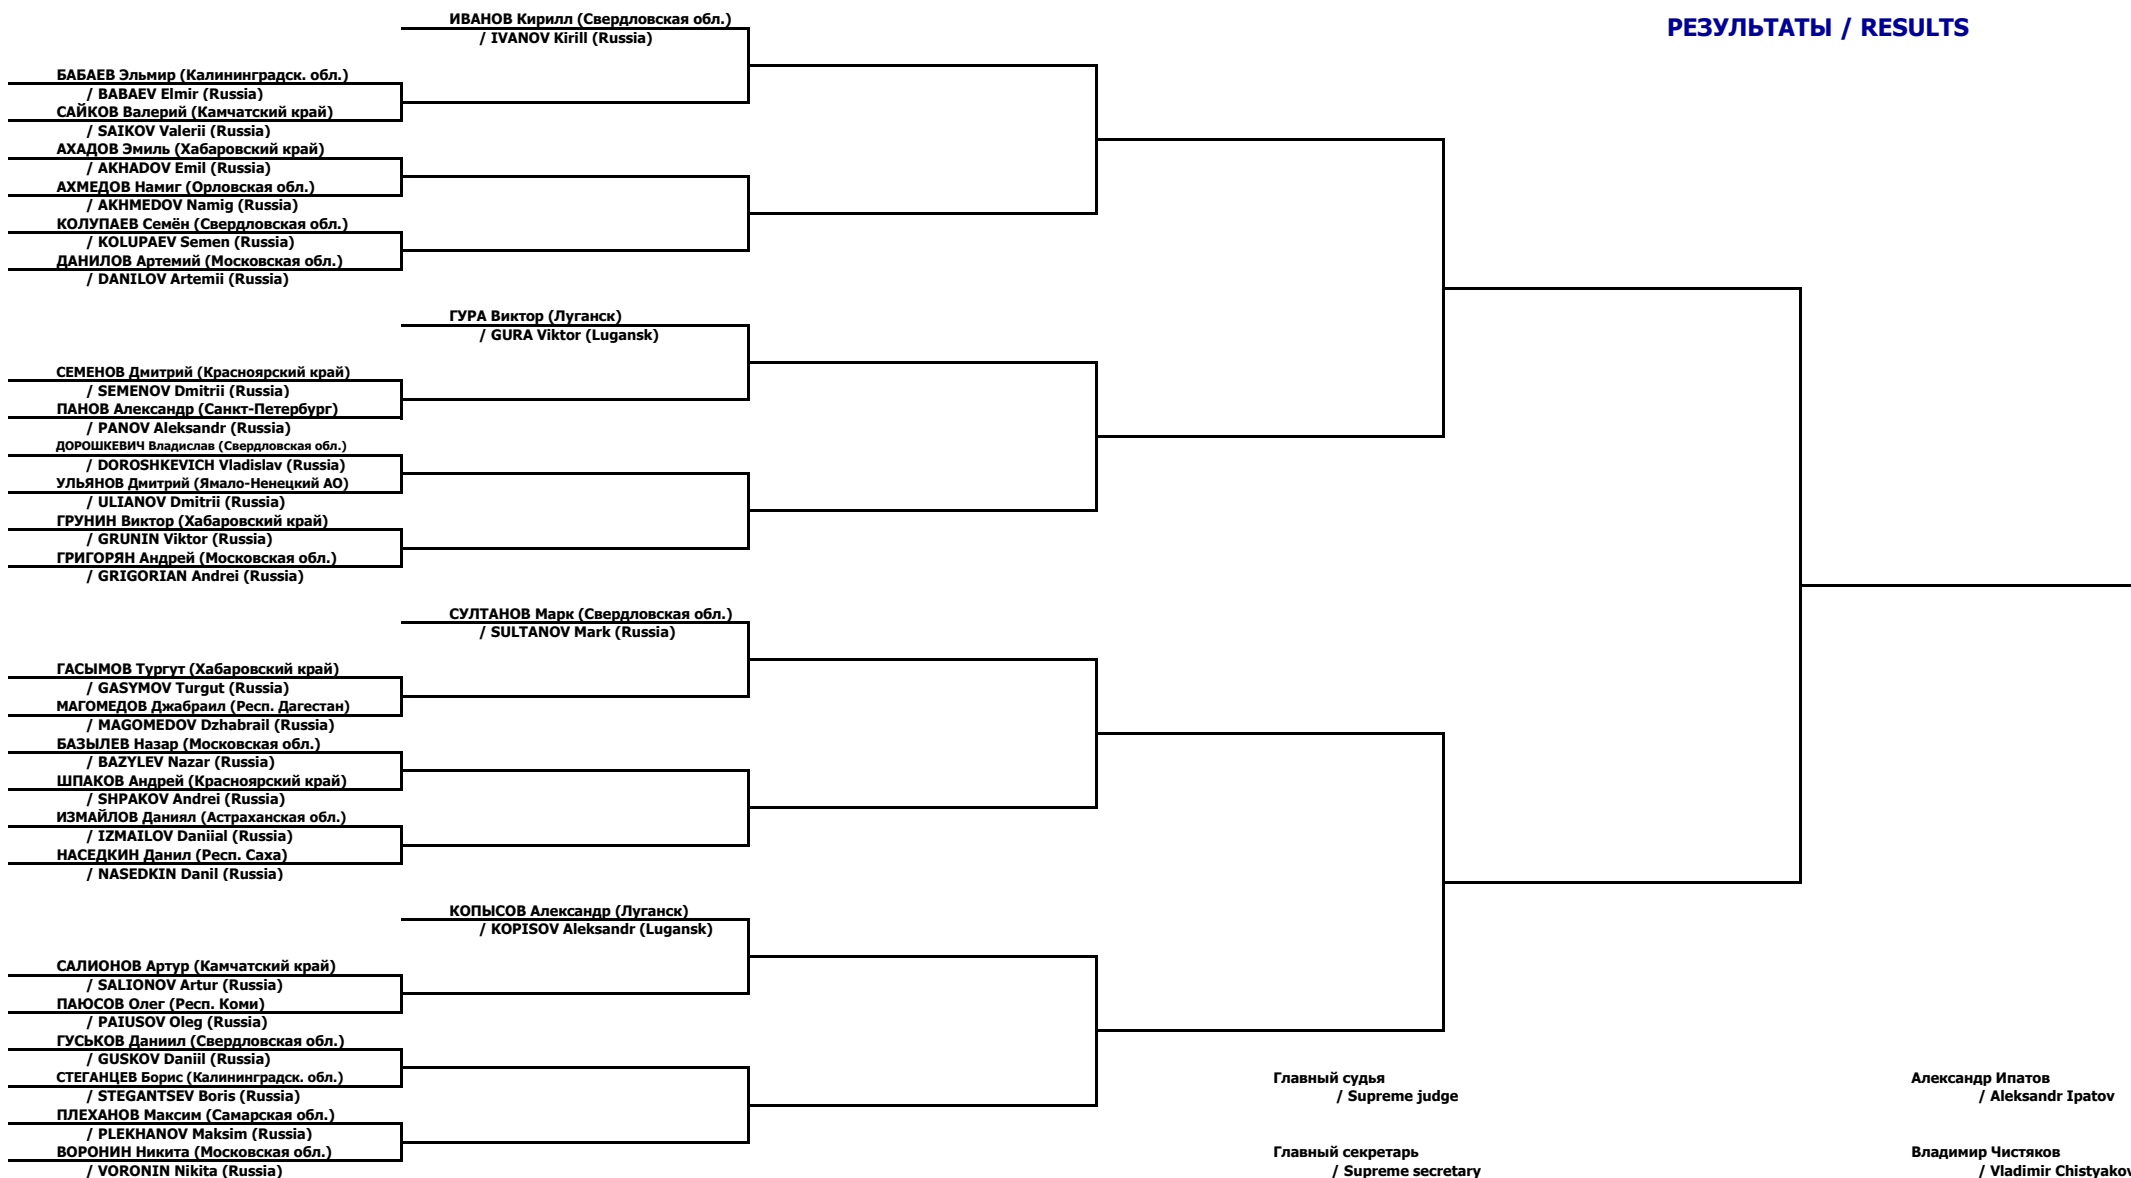 ИВАНОВ Кирилл (Свердловская обл.)
/ IVANOV Kirill (Russia)
РЕЗУЛЬТАТЫ / RESULTS
БАБАЕВ Эльмир (Калининградск. обл.)
/ BABAEV Elmir (Russia)
САЙКОВ Валерий (Камчатский край)
/ SAIKOV Valerii (Russia)
АХАДОВ Эмиль (Хабаровский край)
/ AKHADOV Emil (Russia)
АХМЕДОВ Намиг (Орловская обл.)
/ AKHMEDOV Namig (Russia)
КОЛУПАЕВ Семён (Свердловская обл.)
/ KOLUPAEV Semen (Russia)
ДАНИЛОВ Артемий (Московская обл.)
/ DANILOV Artemii (Russia)
ГУРА Виктор (Луганск)
/ GURA Viktor (Lugansk)
СЕМЕНОВ Дмитрий (Красноярский край)
/ SEMENOV Dmitrii (Russia)
ПАНОВ Александр (Санкт-Петербург)
/ PANOV Aleksandr (Russia)
ДОРОШКЕВИЧ Владислав (Свердловская обл.)
/ DOROSHKEVICH Vladislav (Russia)
УЛЬЯНОВ Дмитрий (Ямало-Ненецкий АО)
/ ULIANOV Dmitrii (Russia)
ГРУНИН Виктор (Хабаровский край)
/ GRUNIN Viktor (Russia)
ГРИГОРЯН Андрей (Московская обл.)
/ GRIGORIAN Andrei (Russia)
СУЛТАНОВ Марк (Свердловская обл.)
/ SULTANOV Mark (Russia)
ГАСЫМОВ Тургут (Хабаровский край)
/ GASYMOV Turgut (Russia)
МАГОМЕДОВ Джабраил (Респ. Дагестан)
/ MAGOMEDOV Dzhabrail (Russia)
БАЗЫЛЕВ Назар (Московская обл.)
/ BAZYLEV Nazar (Russia)
ШПАКОВ Андрей (Красноярский край)
/ SHPAKOV Andrei (Russia)
ИЗМАЙЛОВ Даниял (Астраханская обл.)
/ IZMAILOV Daniial (Russia)
НАСЕДКИН Данил (Респ. Саха)
/ NASEDKIN Danil (Russia)
КОПЫСОВ Александр (Луганск)
/ KOPISOV Aleksandr (Lugansk)
САЛИОНОВ Артур (Камчатский край)
/ SALIONOV Artur (Russia)
ПАЮСОВ Олег (Респ. Коми)
/ PAIUSOV Oleg (Russia)
ГУСЬКОВ Даниил (Свердловская обл.)
/ GUSKOV Daniil (Russia)
СТЕГАНЦЕВ Борис (Калининградск. обл.)
/ STEGANTSEV Boris (Russia)
ПЛЕХАНОВ Максим (Самарская обл.)
/ PLEKHANOV Maksim (Russia)
ВОРОНИН Никита (Московская обл.)
/ VORONIN Nikita (Russia)
Главный судья
/ Supreme judge
Александр Ипатов
/ Aleksandr Ipatov
Главный секретарь
/ Supreme secretary
Владимир Чистяков
/ Vladimir Chistyakov